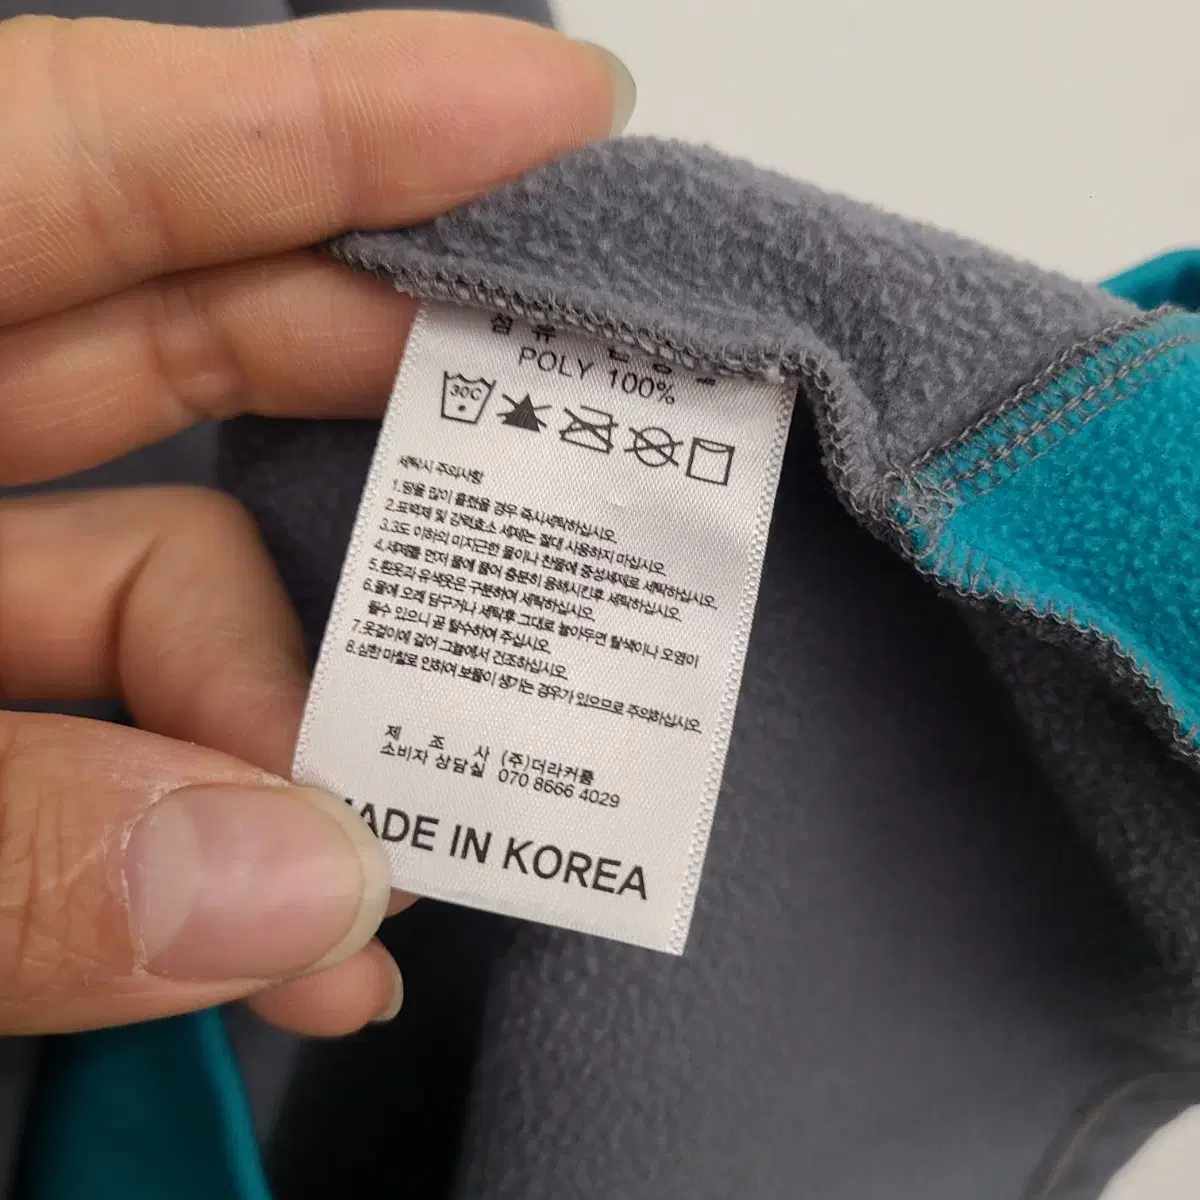 POLY 100%
30C
세탁시 주의사항
1.땀을 많이 흘렸을 경우 즉시세탁하십시오.
2.표백제 및 강력효소 세제는 절대 사용하지 마십시오.
3.3도 이하의 미지근한 물이나 찬물에 중성세제로 세탁하십시오.
4.세제를 먼저 물에 풀어 충분히 용해시킨후 세탁하십시오.
5.흰옷과 유색옷은 구분하여 세탁하십시오.
6.물에 오래 담구거나 세탁후 그대로 놓아두면 탈색이나 오염이
될수 있으니 곧 탈수하여 주십시오.
7.옷걸이에 걸어 그늘에서 건조하십시오.
8.심한 마찰로 인하여 보풀이 생기는 경우가 있으므로 주의하십시오.
제 조 사 (주)더라커룸
소비자 상담실 070 8666 4029
MADE IN KOREA